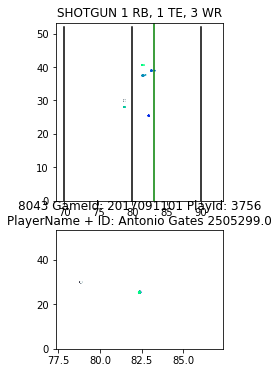 SHOTGUN 1 RB, 1 TE, 3 WR
50
40
30
20
10
0
70 75 80 85 90
8043 GameId: 2017091101 PlayId: 3756
PlayerName + ID: Antonio Gates 2505299.0
40
20
0
77.5 80.0 82.5 85.0